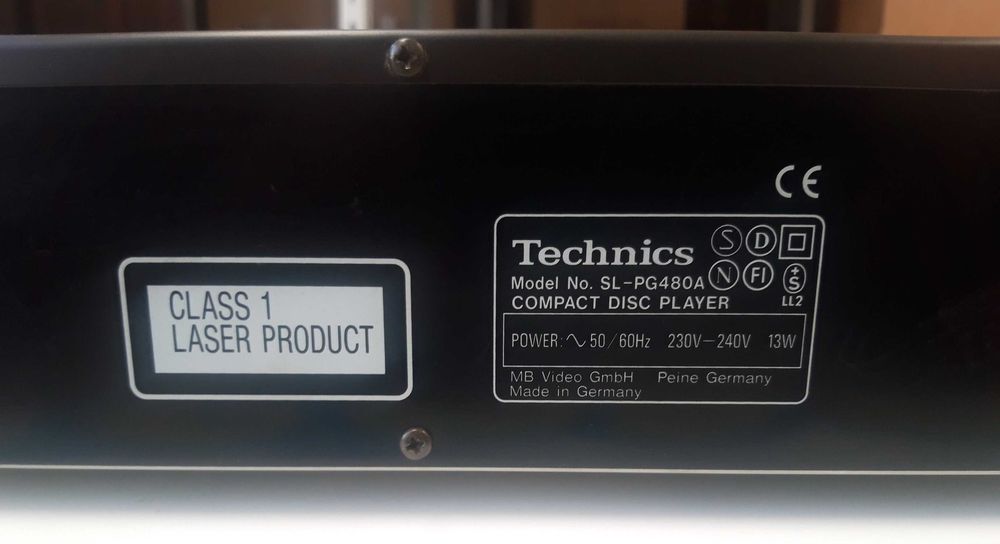 CE
Technics
S D
Model No. SL-PG480A N FI
+
S
COMPACT DISC PLAYER LL2
POWER: ∿ 50/60Hz 230V-240V 13W
MB Video GmbH Peine Germany
Made in Germany
CLASS 1
LASER PRODUCT